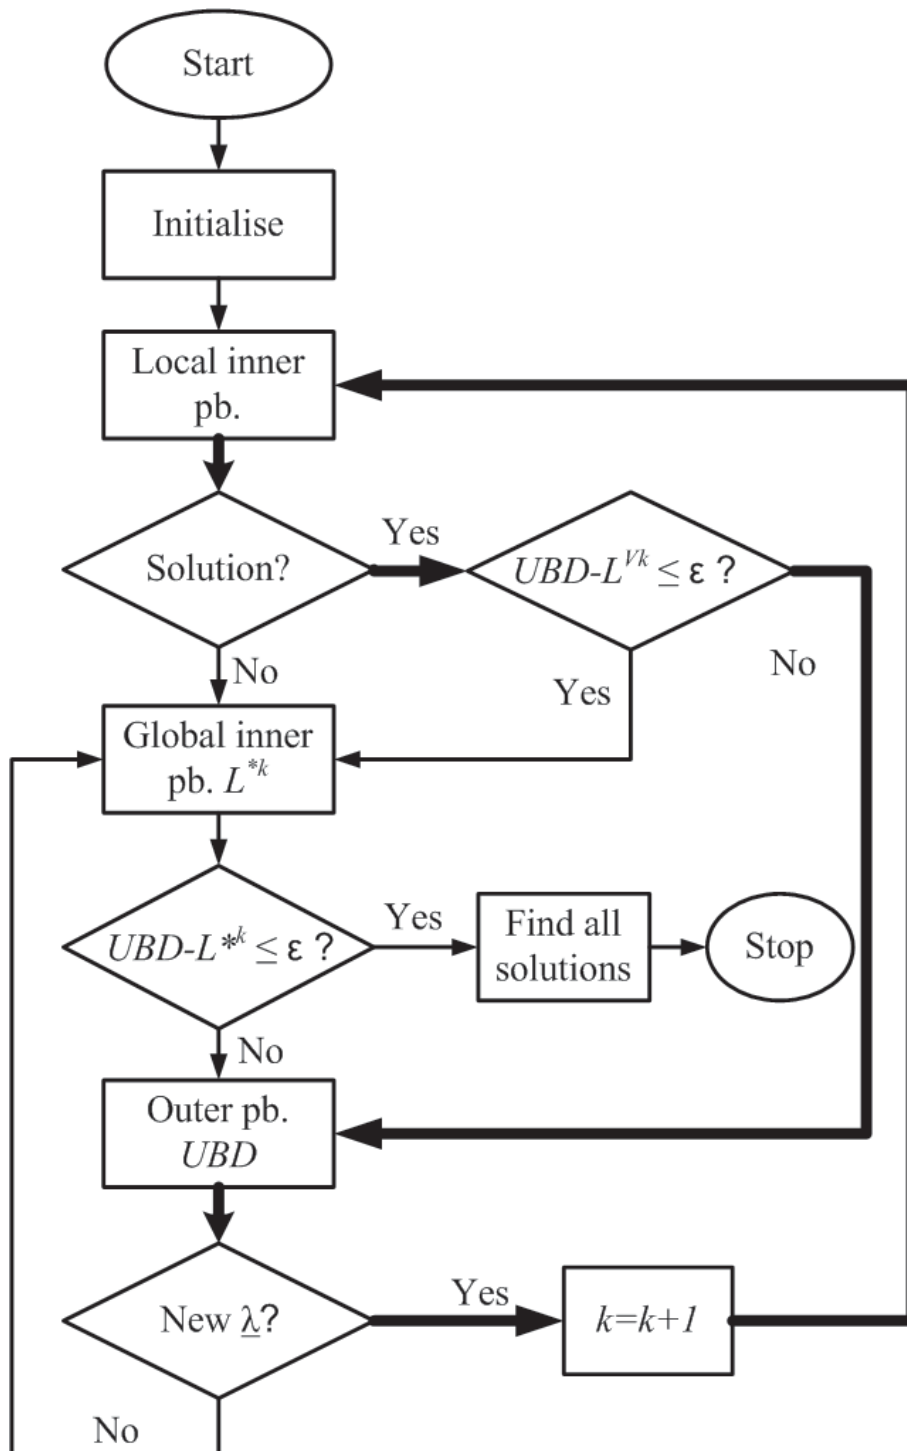 Start
Initialise
Local inner
pb.
Solution?
Yes
UBD-L^{Vk} ≤ ε ?
No
Yes
No
Global inner
pb. L^{*k}
UBD-L*^{k} ≤ ε ?
Yes
Find all
solutions
Stop
No
Outer pb.
UBD
New λ?
Yes
k=k+1
No